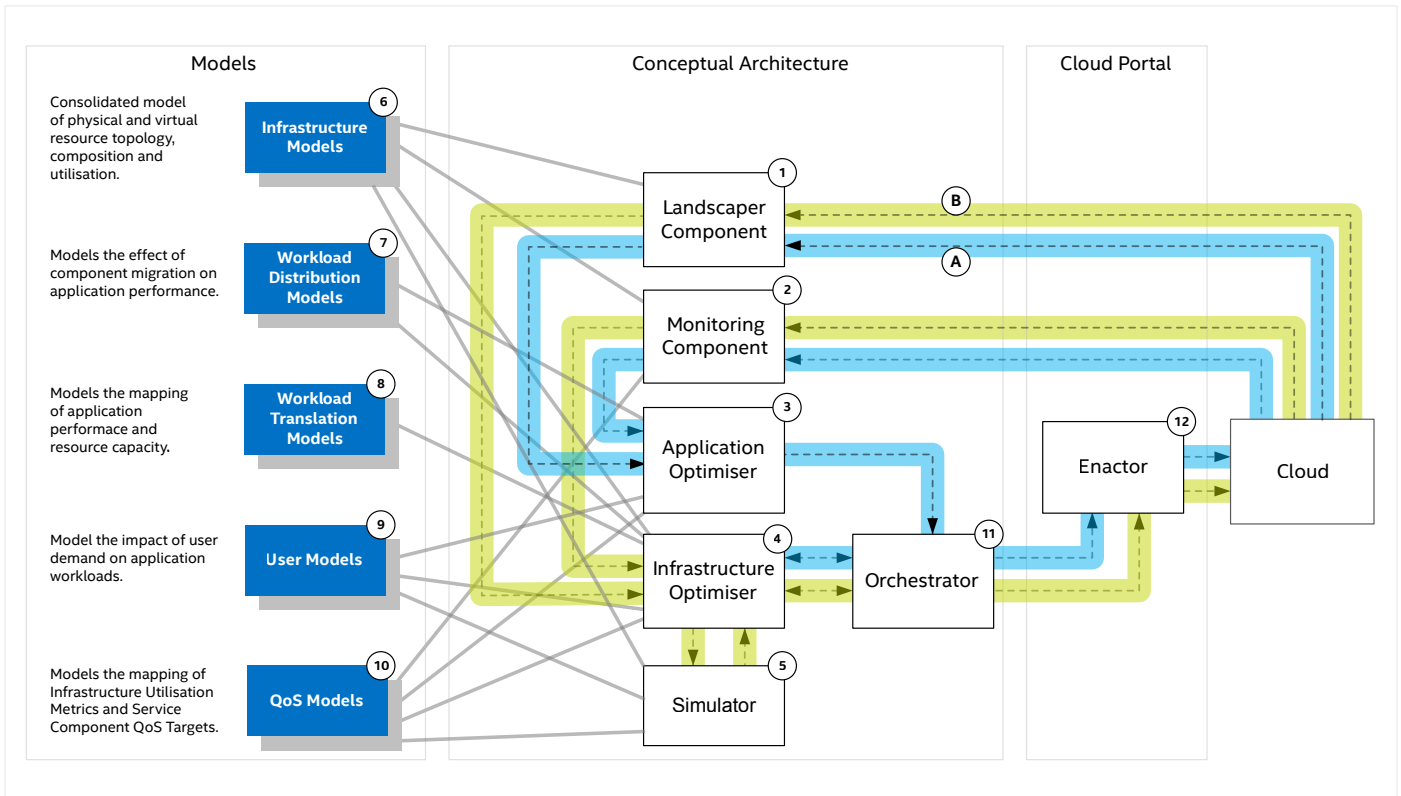 Models
Consolidated model
of physical and virtual
resource topology,
composition and
utilisation.
6
Infrastructure
Models
Models the effect of
component migration on
application performance.
7
Workload
Distribution
Models
Models the mapping
of application
performace and
resource capacity.
8
Workload
Translation
Models
Model the impact of user
demand on application
workloads.
9
User Models
Models the mapping of
Infrastructure Utilisation
Metrics and Service
Component QoS Targets.
10
QoS Models
Conceptual Architecture
1
Landscaper
Component
B
A
2
Monitoring
Component
3
Application
Optimiser
4
Infrastructure
Optimiser
11
Orchestrator
5
Simulator
Cloud Portal
12
Enactor
Cloud